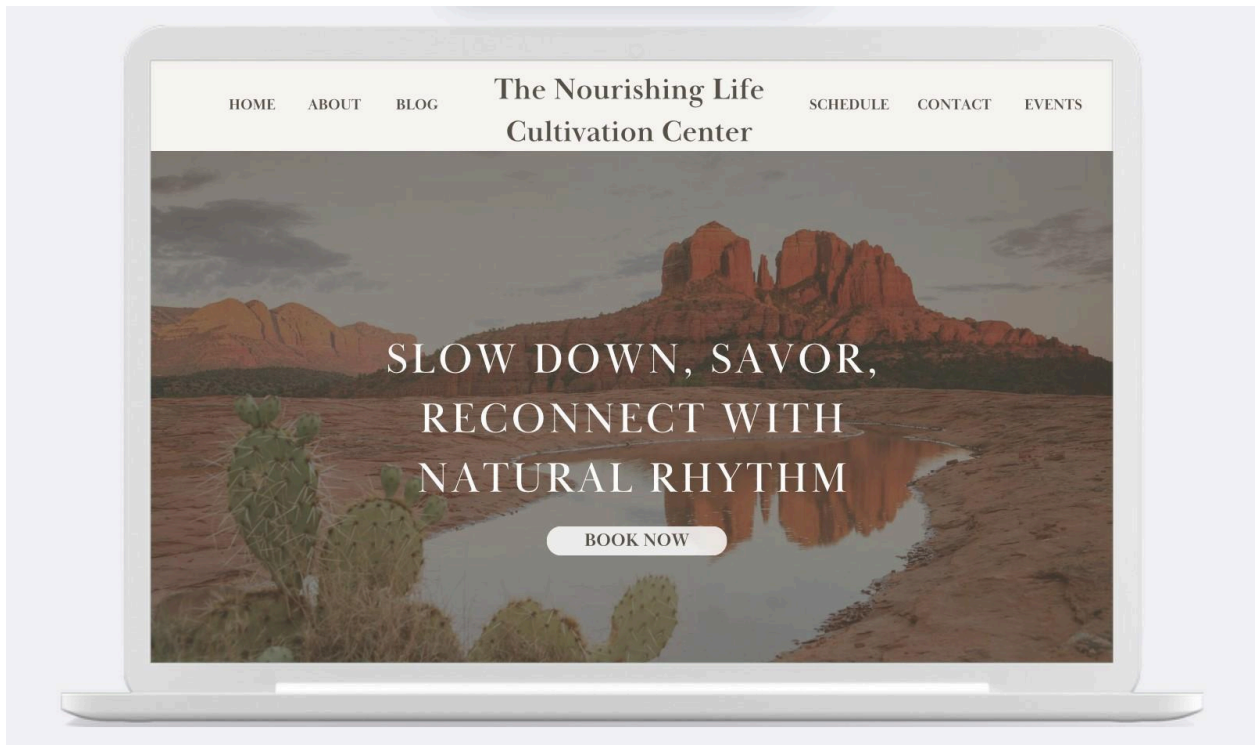 HOME ABOUT BLOG
The Nourishing Life
Cultivation Center
SCHEDULE CONTACT EVENTS
SLOW DOWN, SAVOR,
RECONNECT WITH
NATURAL RHYTHM
BOOK NOW